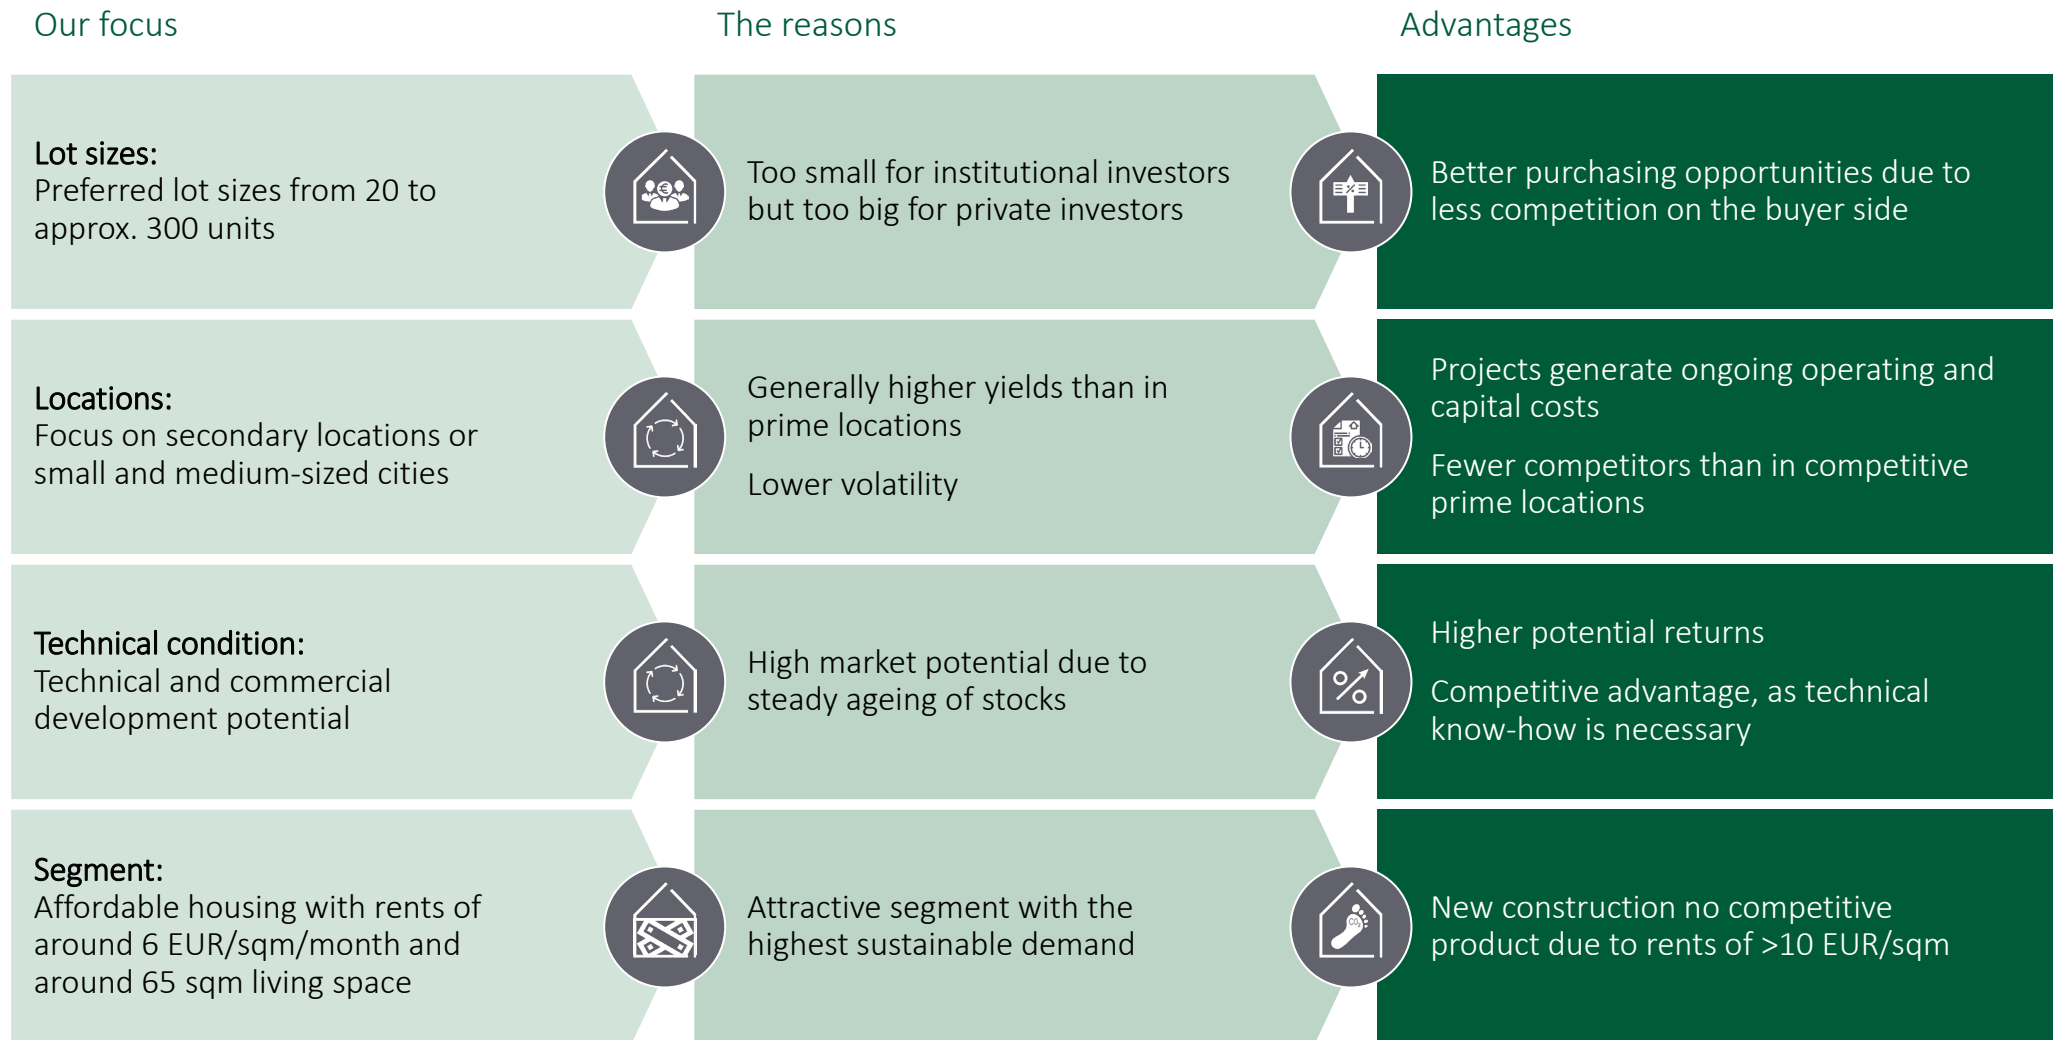 Our focus
The reasons
Advantages
Lot sizes:
Preferred lot sizes from 20 to
approx. 300 units
€
Too small for institutional investors
but too big for private investors
%
Better purchasing opportunities due to
less competition on the buyer side
Locations:
Focus on secondary locations or
small and medium-sized cities
Generally higher yields than in
prime locations
Lower volatility
Projects generate ongoing operating and
capital costs
Fewer competitors than in competitive
prime locations
Technical condition:
Technical and commercial
development potential
High market potential due to
steady ageing of stocks
Higher potential returns
Competitive advantage, as technical
know-how is necessary
Segment:
Affordable housing with rents of
around 6 EUR/sqm/month and
around 65 sqm living space
Attractive segment with the
highest sustainable demand
CO₂
New construction no competitive
product due to rents of >10 EUR/sqm